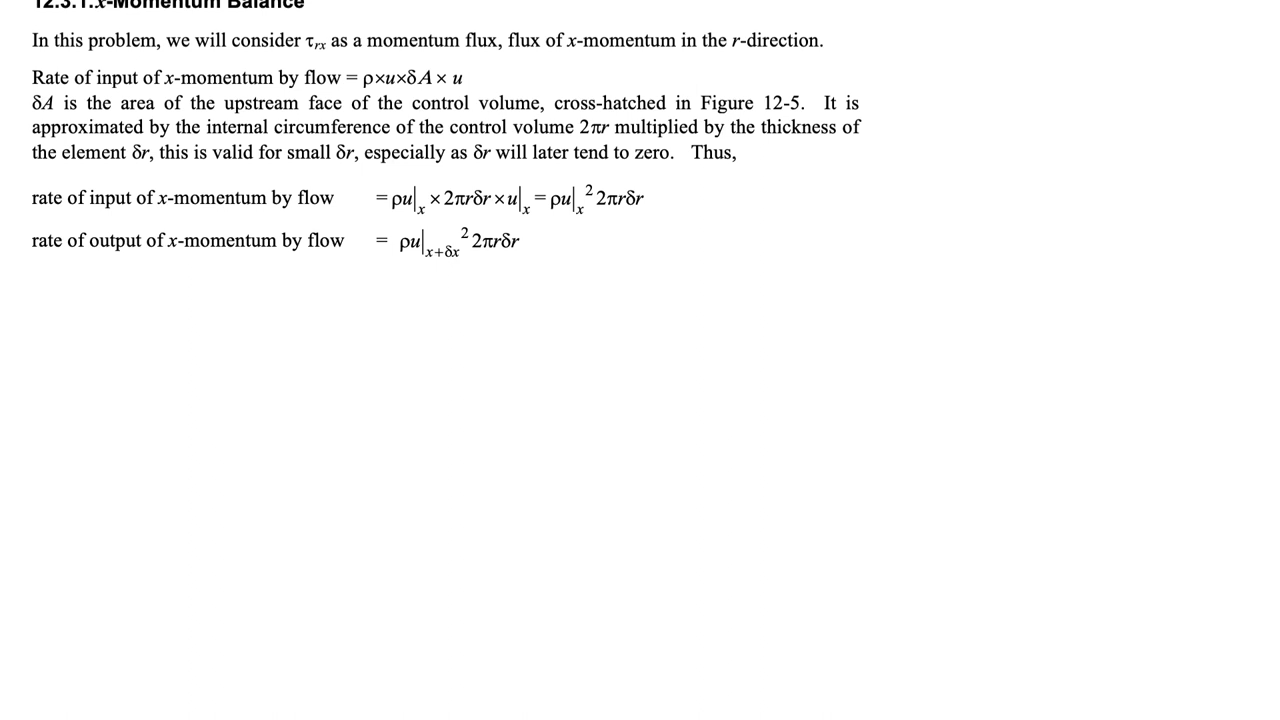 12.3.1.x-Momentum Balance
In this problem, we will consider τrx as a momentum flux, flux of x-momentum in the r-direction.
Rate of input of x-momentum by flow = ρ×u×δA × u
δA is the area of the upstream face of the control volume, cross-hatched in Figure 12-5. It is
approximated by the internal circumference of the control volume 2πr multiplied by the thickness of
the element δr, this is valid for small δr, especially as δr will later tend to zero. Thus,
rate of input of x-momentum by flow = ρu|x × 2πrδr × u|x = ρu|x² 2πrδr
rate of output of x-momentum by flow = ρu|x+δx² 2πrδr